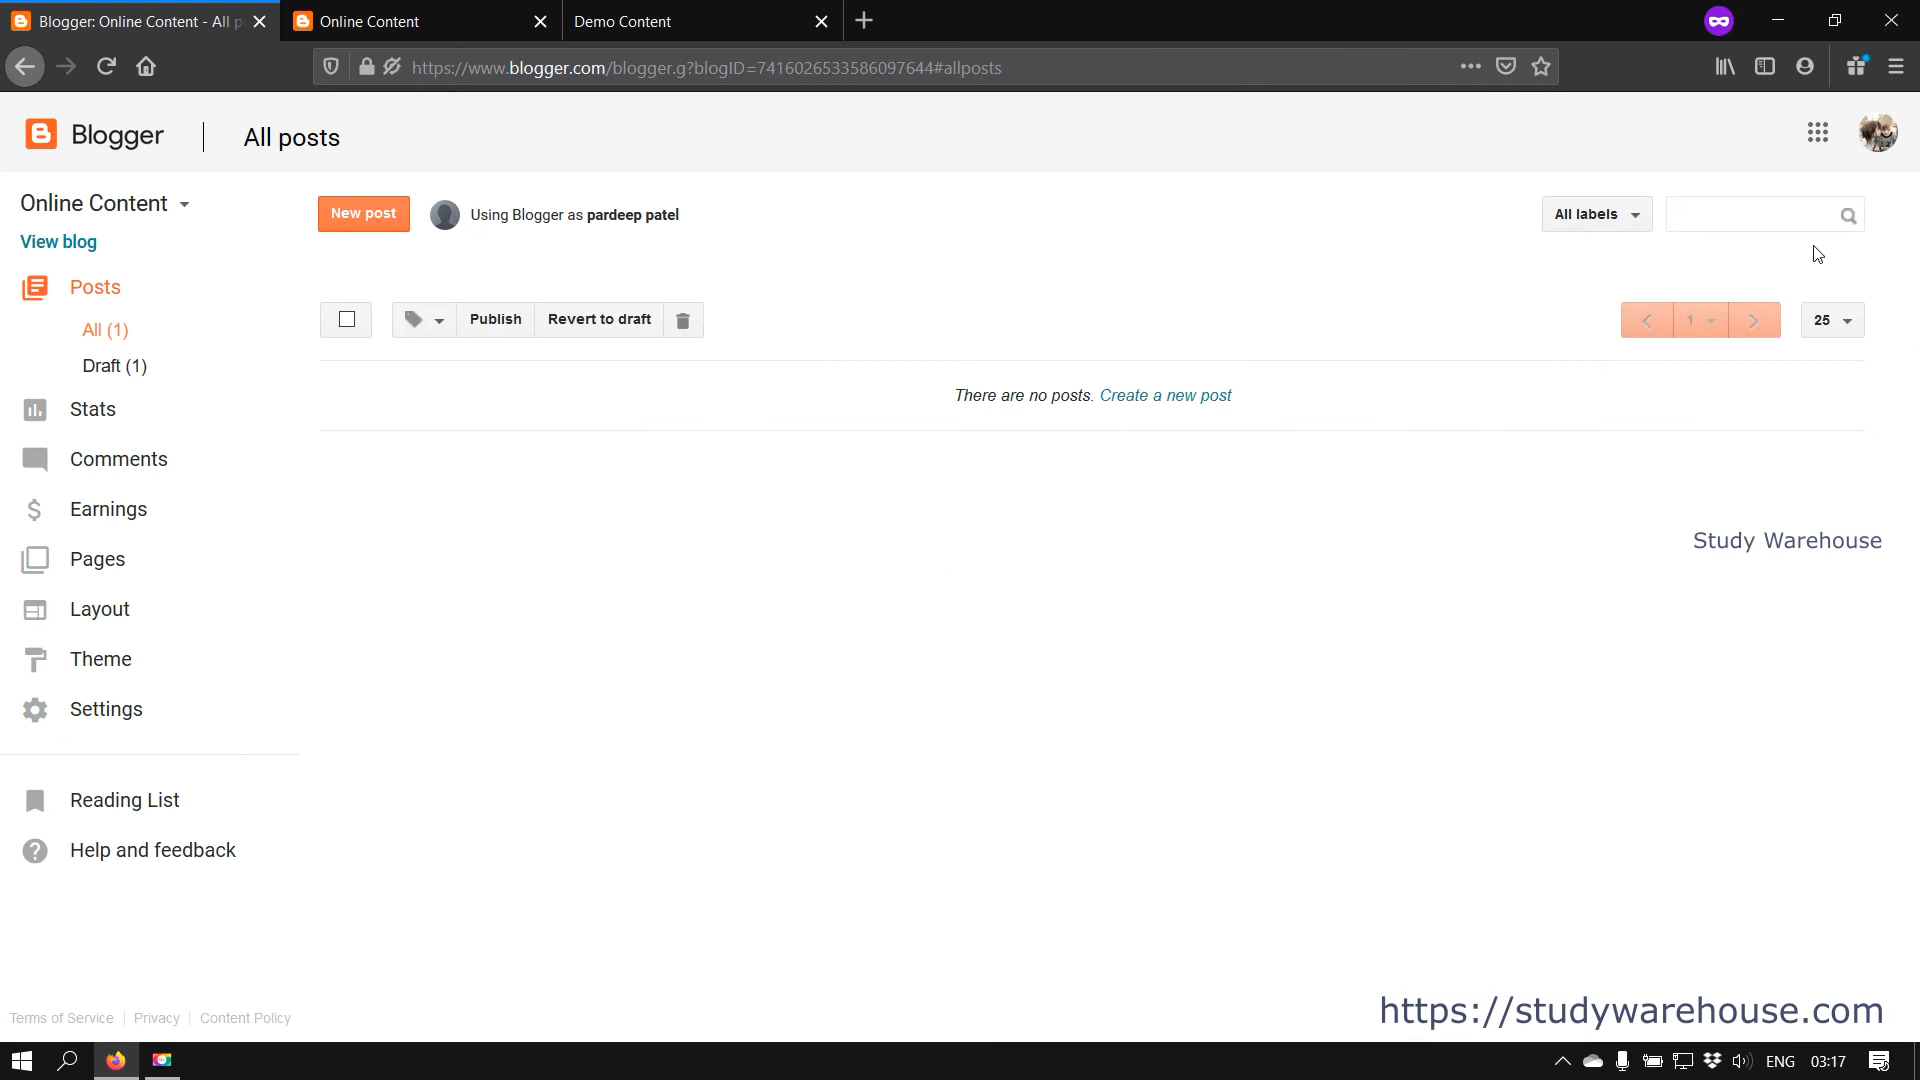 Blogger: Online Content - All p
Online Content
Demo Content
https://www.blogger.com/blogger.g?blogID=7416026533586097644#allposts
Blogger
All posts
Online Content
View blog
New post
Using Blogger as pardeep patel
All labels
Posts
All (1)
Draft (1)
Stats
Comments
Earnings
Pages
Layout
Theme
Settings
Reading List
Help and feedback
Publish
Revert to draft
1
25
There are no posts. Create a new post
Study Warehouse
https://studywarehouse.com
Terms of Service
Privacy
Content Policy
ENG
03:17